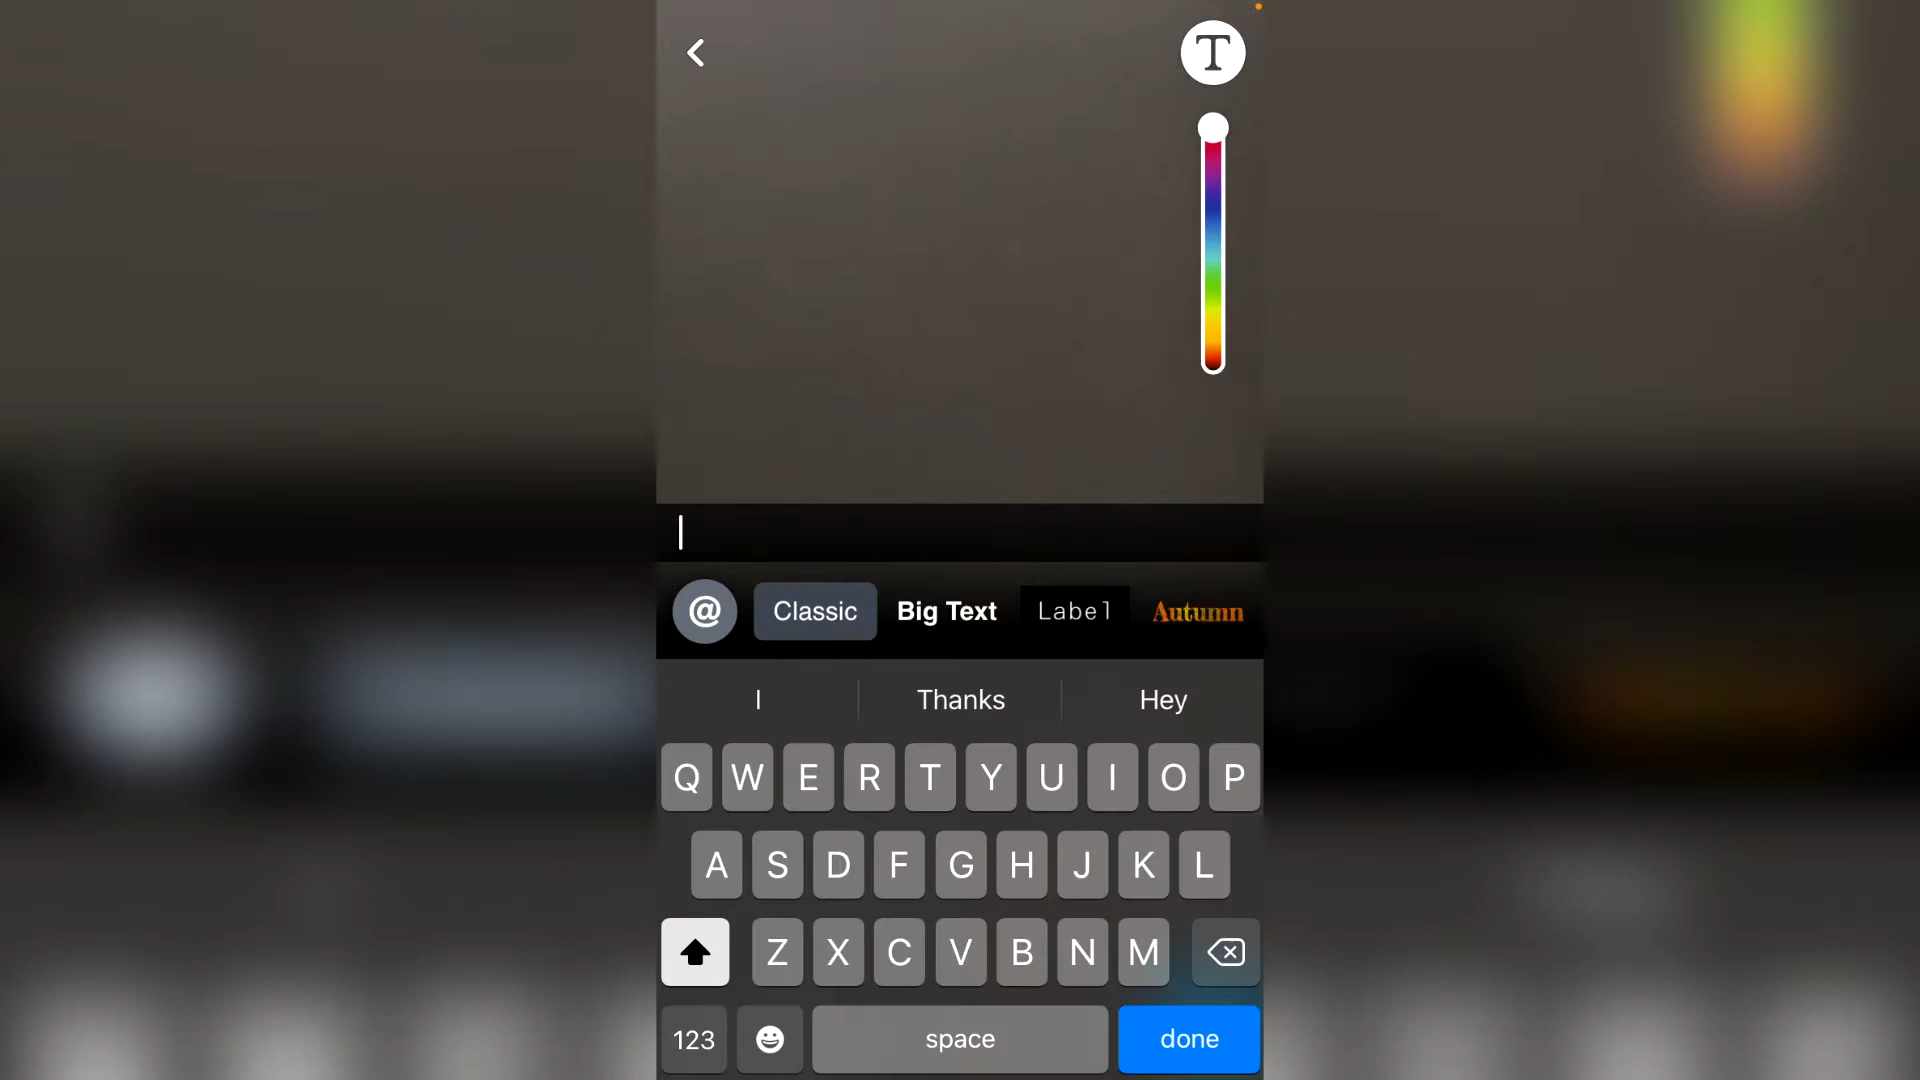 T
@ Classic Big Text Label Autumn
I Thanks Hey
Q W E R T Y U I O P
A S D F G H J K L
Z X C V B N M
123 space done